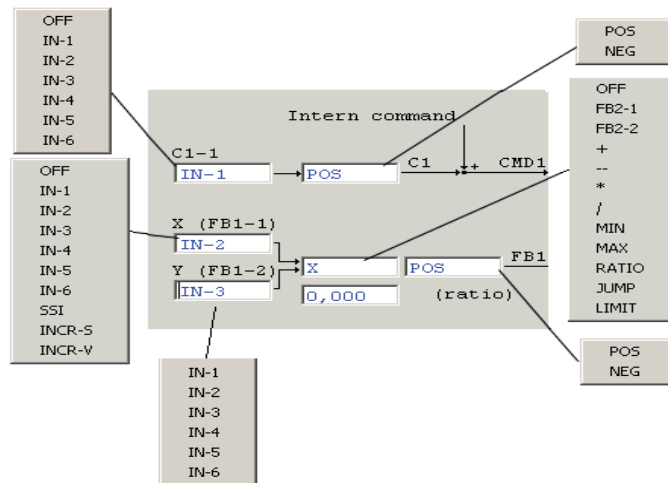 OFF
IN-1
IN-2
IN-3
IN-4
IN-5
IN-6
POS
NEG
Intern command
C1-1
IN-1
POS
C1
+
CMD1
OFF
IN-1
IN-2
IN-3
IN-4
IN-5
IN-6
SSI
INCR-S
INCR-V
X (FB1-1)
IN-2
Y (FB1-2)
IN-3
X
0,000
POS
(ratio)
FB1
OFF
FB2-1
FB2-2
+
--
*
/
MIN
MAX
RATIO
JUMP
LIMIT
IN-1
IN-2
IN-3
IN-4
IN-5
IN-6
POS
NEG